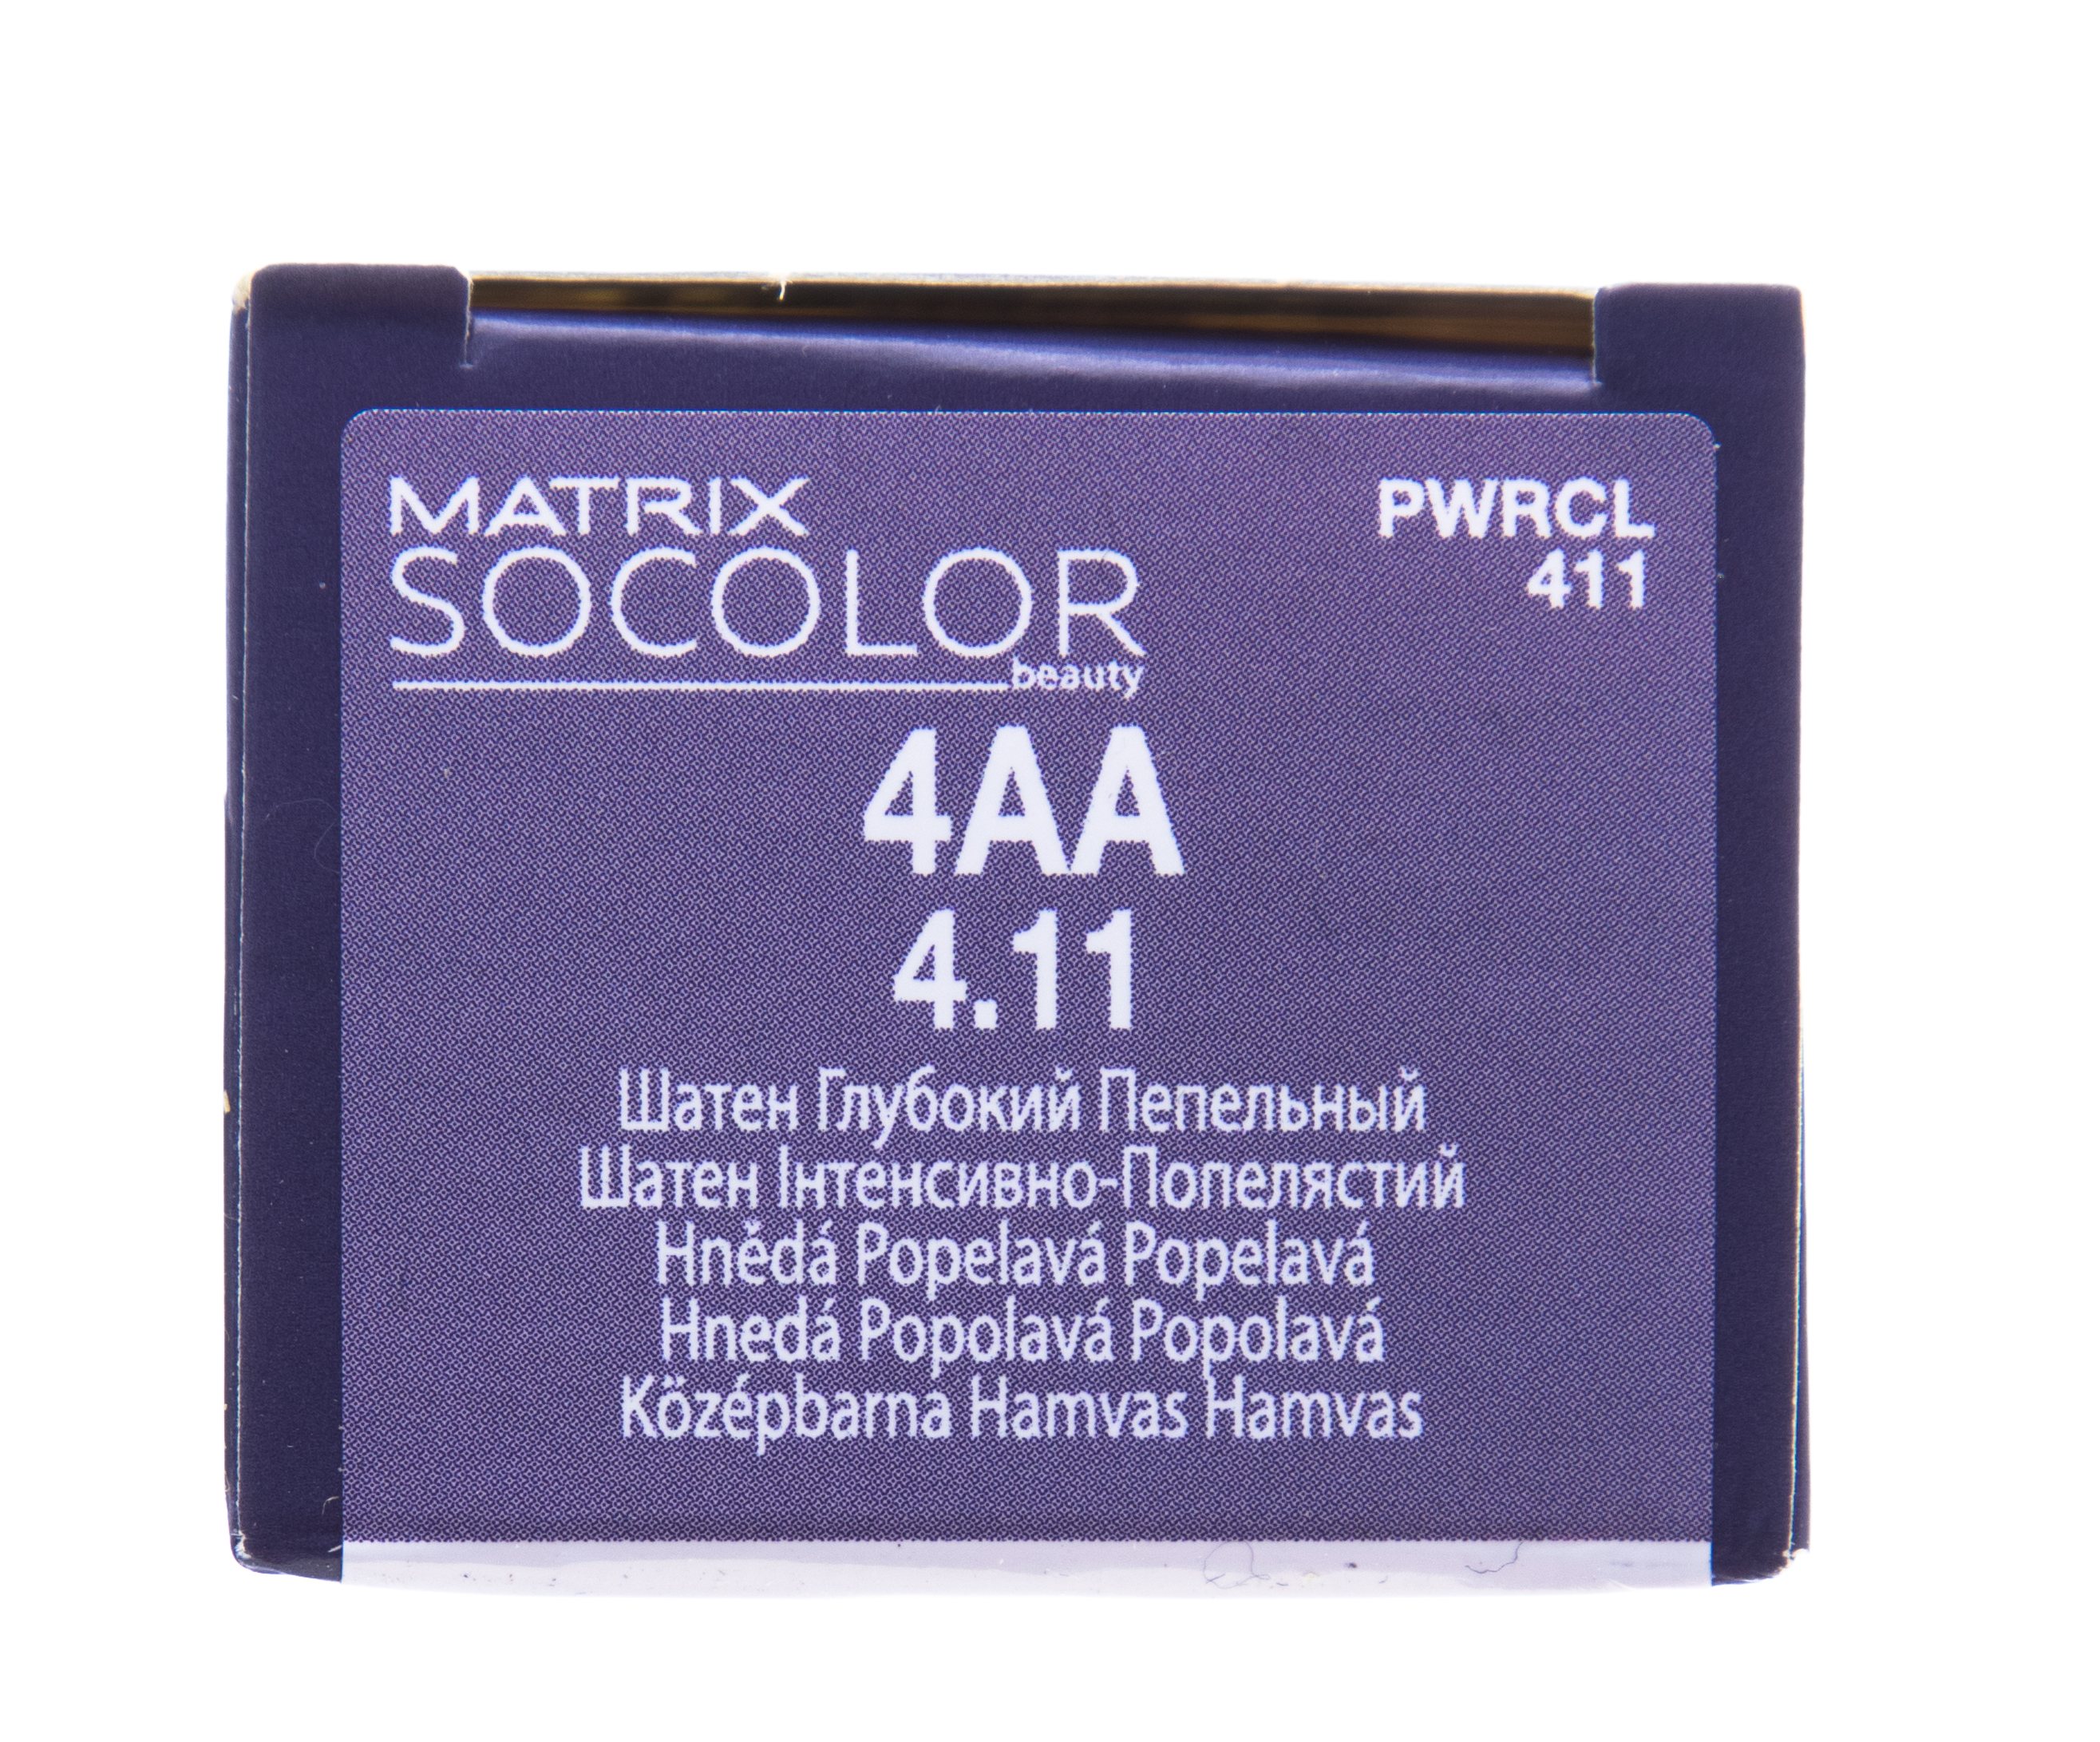 MATRIX
SOCOLOR
beauty
PWRCL
411
4AA
4.11
Шатен Глубокий Пепельный
Шатен Інтенсивно-Попелястий
Hnědá Popelavá Popelavá
Hnedá Popolavá Popolavá
Középbarna Hamvas Hamvas